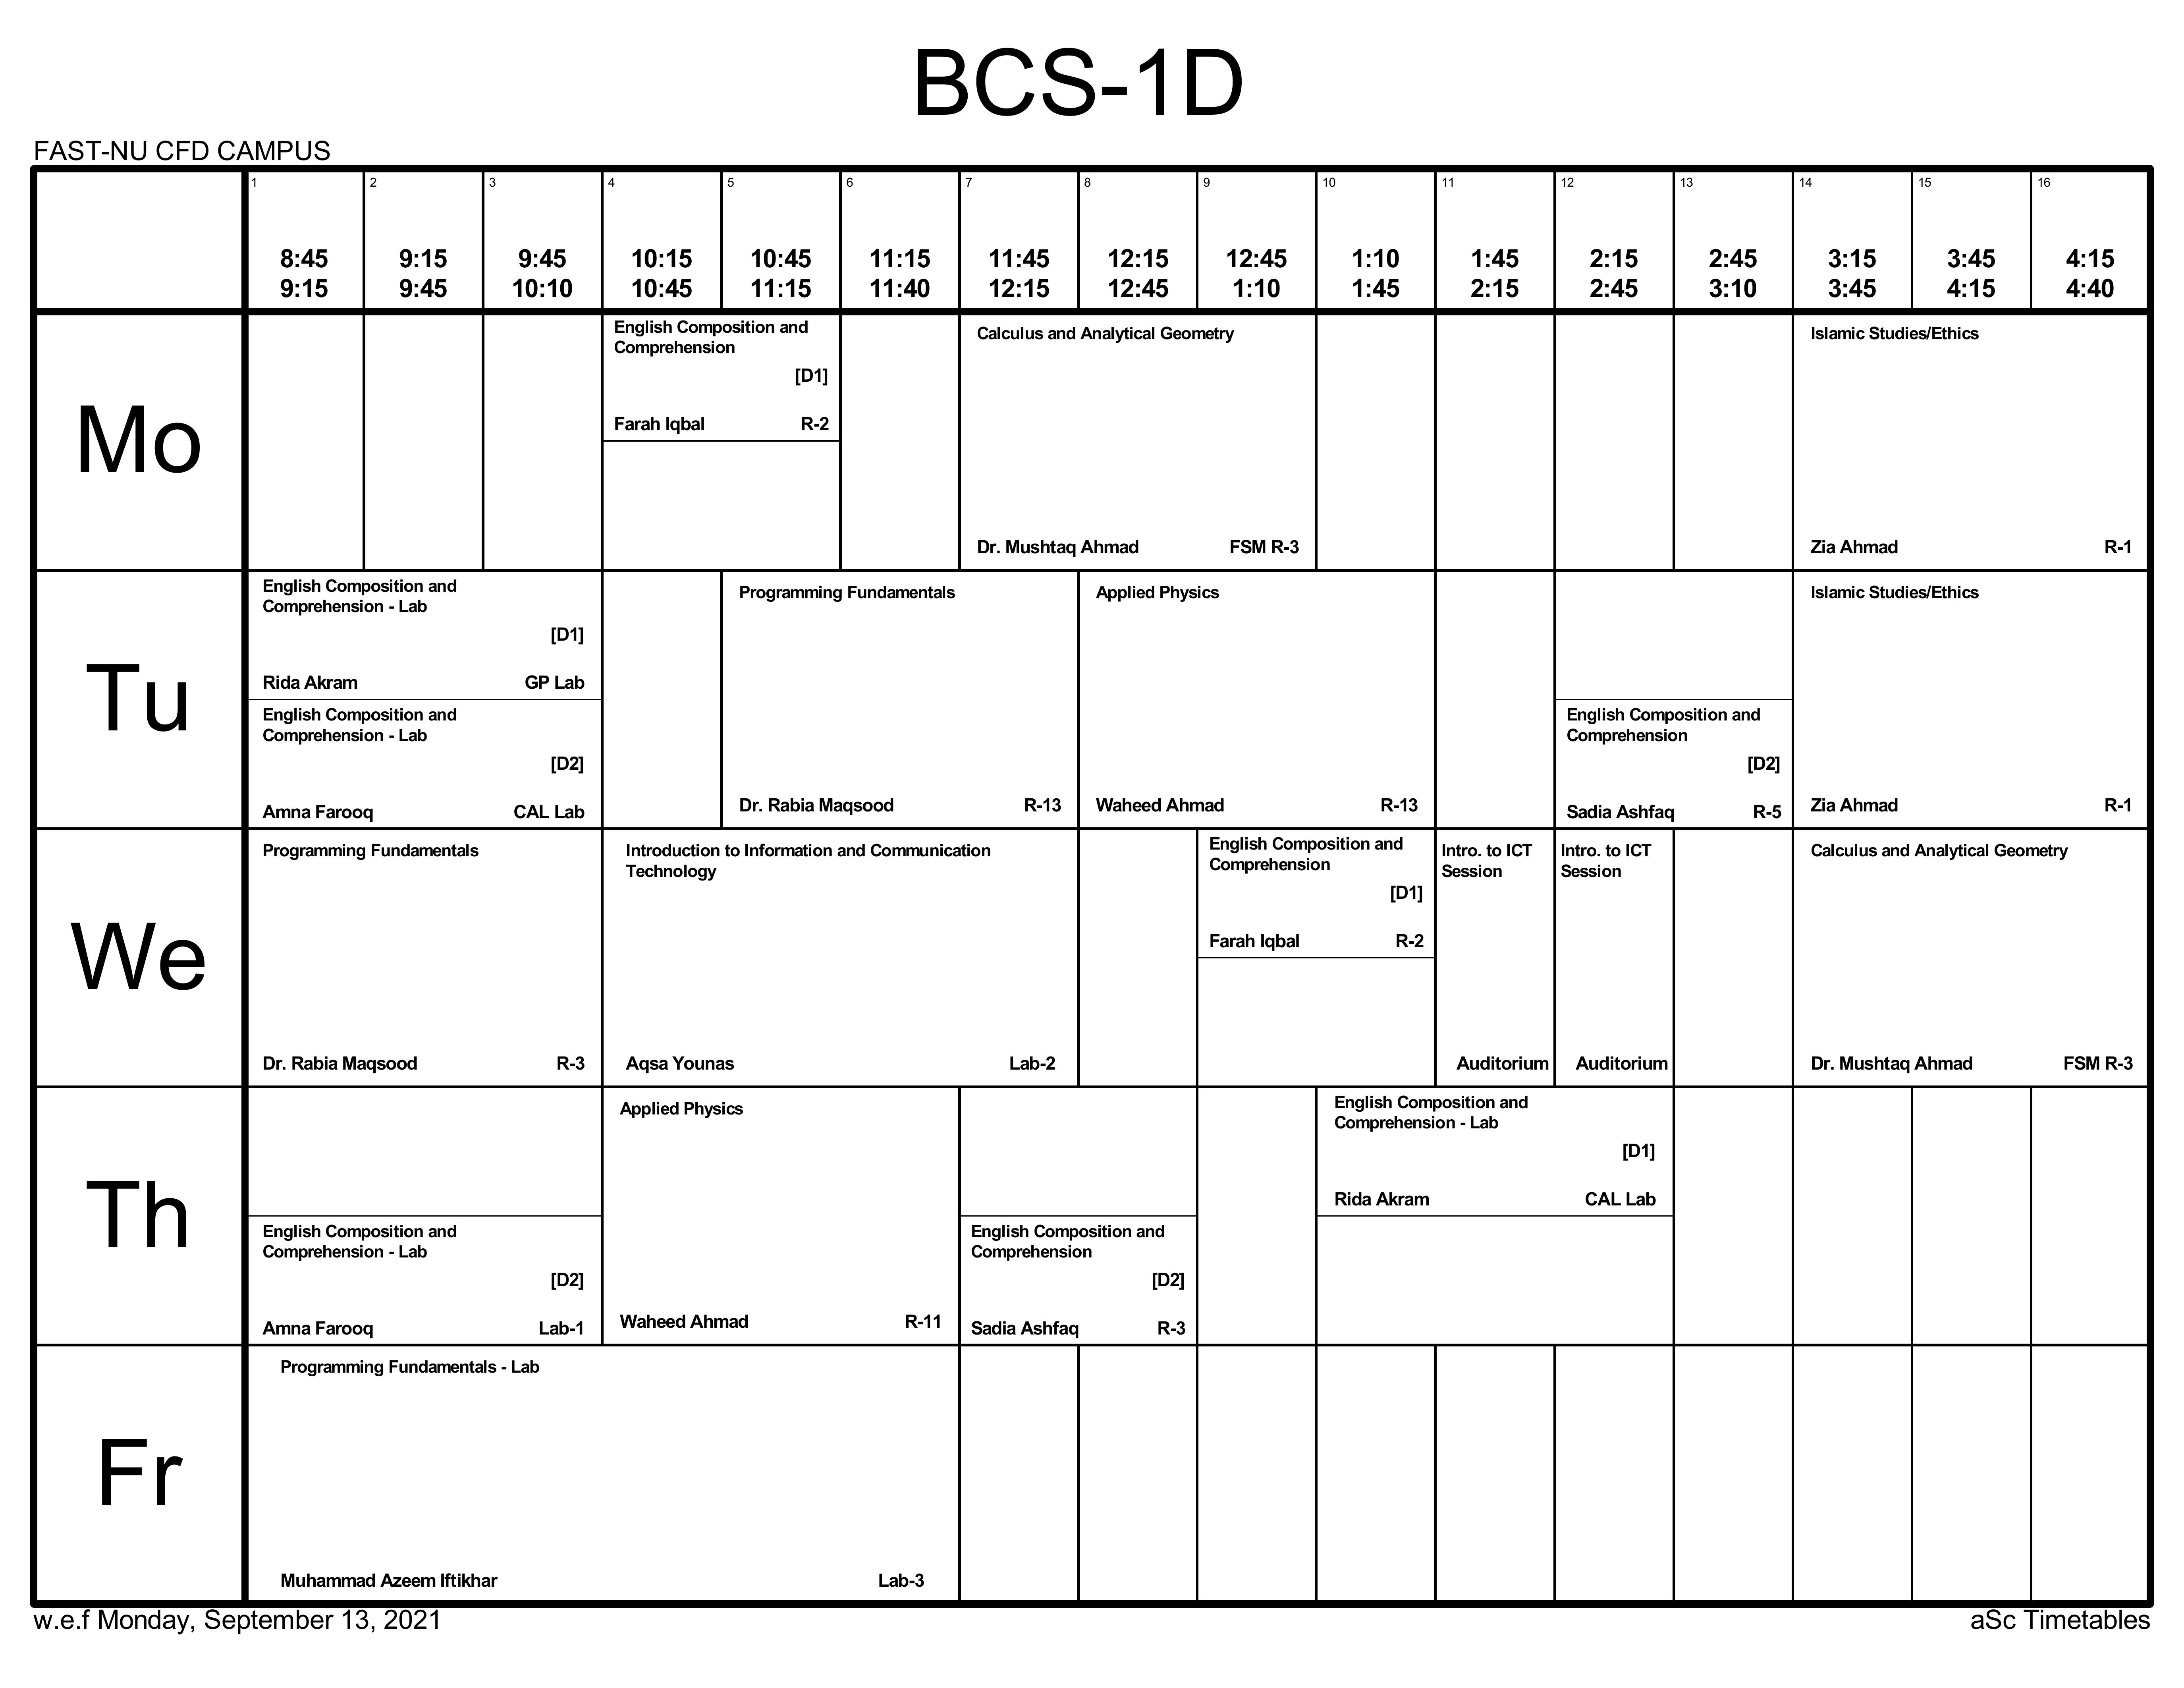 BCS-1D
FAST-NU CFD CAMPUS
1 2 3 4 5 6 7 8 9 10 11 12 13 14 15 16
8:45 9:15 9:45 10:15 10:45 11:15 11:45 12:15 12:45 1:10 1:45 2:15 2:45 3:15 3:45 4:15
9:15 9:45 10:10 10:45 11:15 11:40 12:15 12:45 1:10 1:45 2:15 2:45 3:10 3:45 4:15 4:40
Mo
English Composition and
Comprehension
[D1]
Farah Iqbal R-2
Calculus and Analytical Geometry
Dr. Mushtaq Ahmad FSM R-3
Islamic Studies/Ethics
Zia Ahmad R-1
Tu
English Composition and
Comprehension - Lab
[D1]
Rida Akram GP Lab
English Composition and
Comprehension - Lab
[D2]
Amna Farooq CAL Lab
Programming Fundamentals
Dr. Rabia Maqsood R-13
Applied Physics
Waheed Ahmad R-13
English Composition and
Comprehension
[D2]
Sadia Ashfaq R-5
Islamic Studies/Ethics
Zia Ahmad R-1
We
Programming Fundamentals
Dr. Rabia Maqsood R-3
Introduction to Information and Communication
Technology
Aqsa Younas Lab-2
English Composition and
Comprehension
[D1]
Farah Iqbal R-2
Intro. to ICT
Session
Auditorium
Intro. to ICT
Session
Auditorium
Calculus and Analytical Geometry
Dr. Mushtaq Ahmad FSM R-3
Th
English Composition and
Comprehension - Lab
[D2]
Amna Farooq Lab-1
Applied Physics
Waheed Ahmad R-11
English Composition and
Comprehension
[D2]
Sadia Ashfaq R-3
English Composition and
Comprehension - Lab
[D1]
Rida Akram CAL Lab
Fr
Programming Fundamentals - Lab
Muhammad Azeem Iftikhar Lab-3
w.e.f Monday, September 13, 2021
aSc Timetables